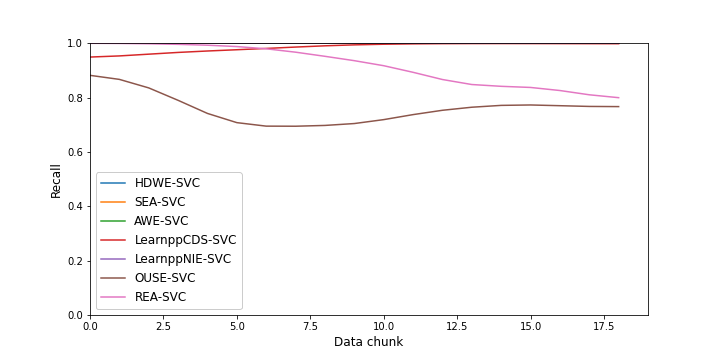 1.0
0.8
0.6
0.4
0.2
0.0
Recall
HDWE-SVC
SEA-SVC
AWE-SVC
LearnppCDS-SVC
LearnppNIE-SVC
OUSE-SVC
REA-SVC
0.0 2.5 5.0 7.5 10.0 12.5 15.0 17.5
Data chunk